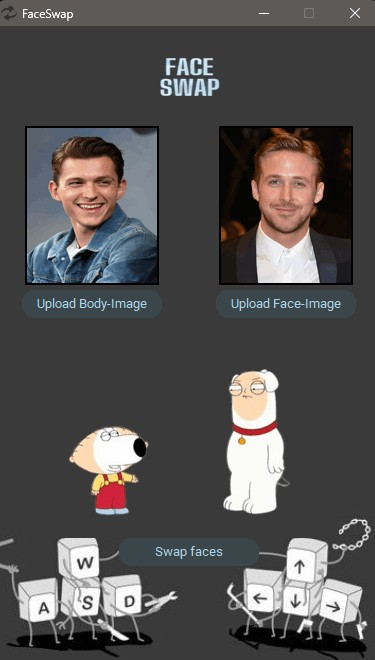 FaceSwap
FACE
SWAP
Upload Body-Image
Upload Face-Image
Swap faces
W
A S D
↑
← ↓ →